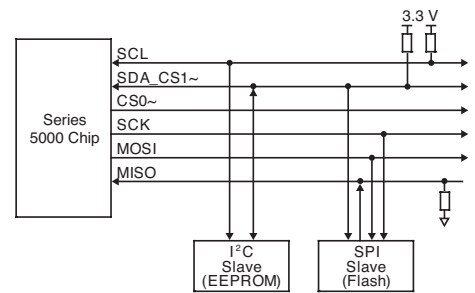 3.3 V
SCL
SDA_CS1~
CS0~
SCK
MOSI
MISO
Series
5000 Chip
I²C
Slave
(EEPROM)
SPI
Slave
(Flash)